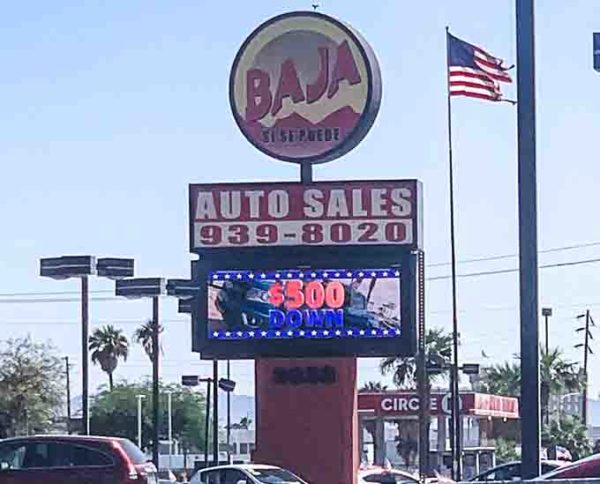 BAJA
SI SE PUEDE
AUTO SALES
939-8020
$500
DOWN
CIRCLE